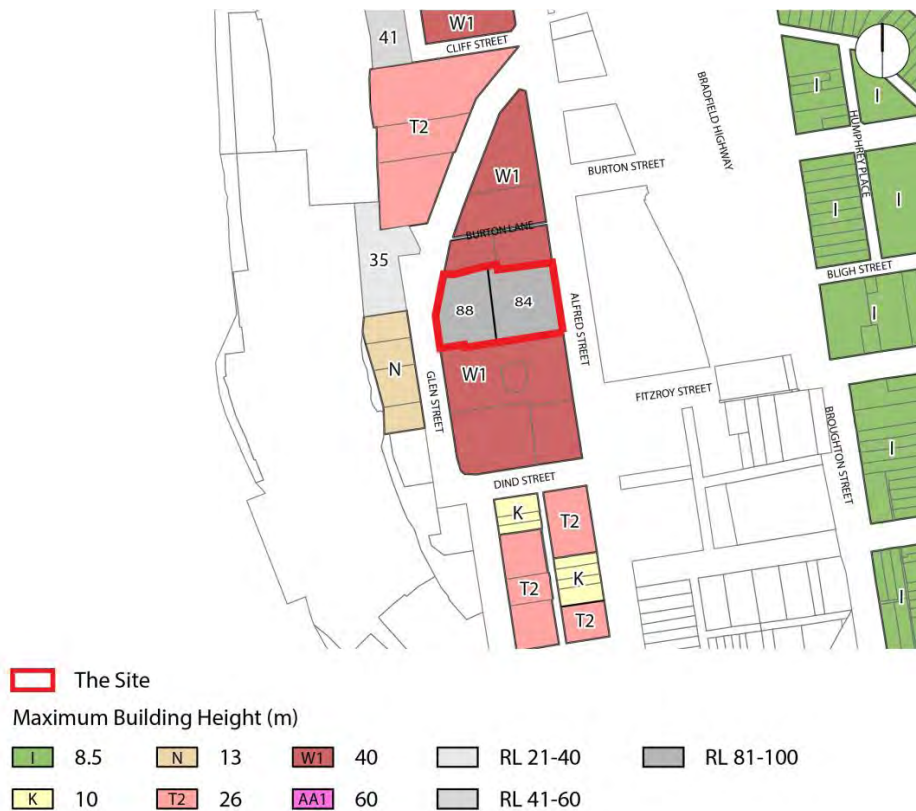 41
W1
CLIFF STREET
T2
I
I
HUMPHREY PLACE
BRADFIELD HIGHWAY
W1
BURTON STREET
I
I
BURTON LANE
35
BLIGH STREET
88
84
ALFRED STREET
I
N
W1
GLEN STREET
FITZROY STREET
BROUGHTON STREET
I
DIND STREET
K
T2
T2
K
T2
I
The Site
Maximum Building Height (m)
I 8.5 N 13 W1 40 RL 21-40 RL 81-100
K 10 T2 26 AA1 60 RL 41-60